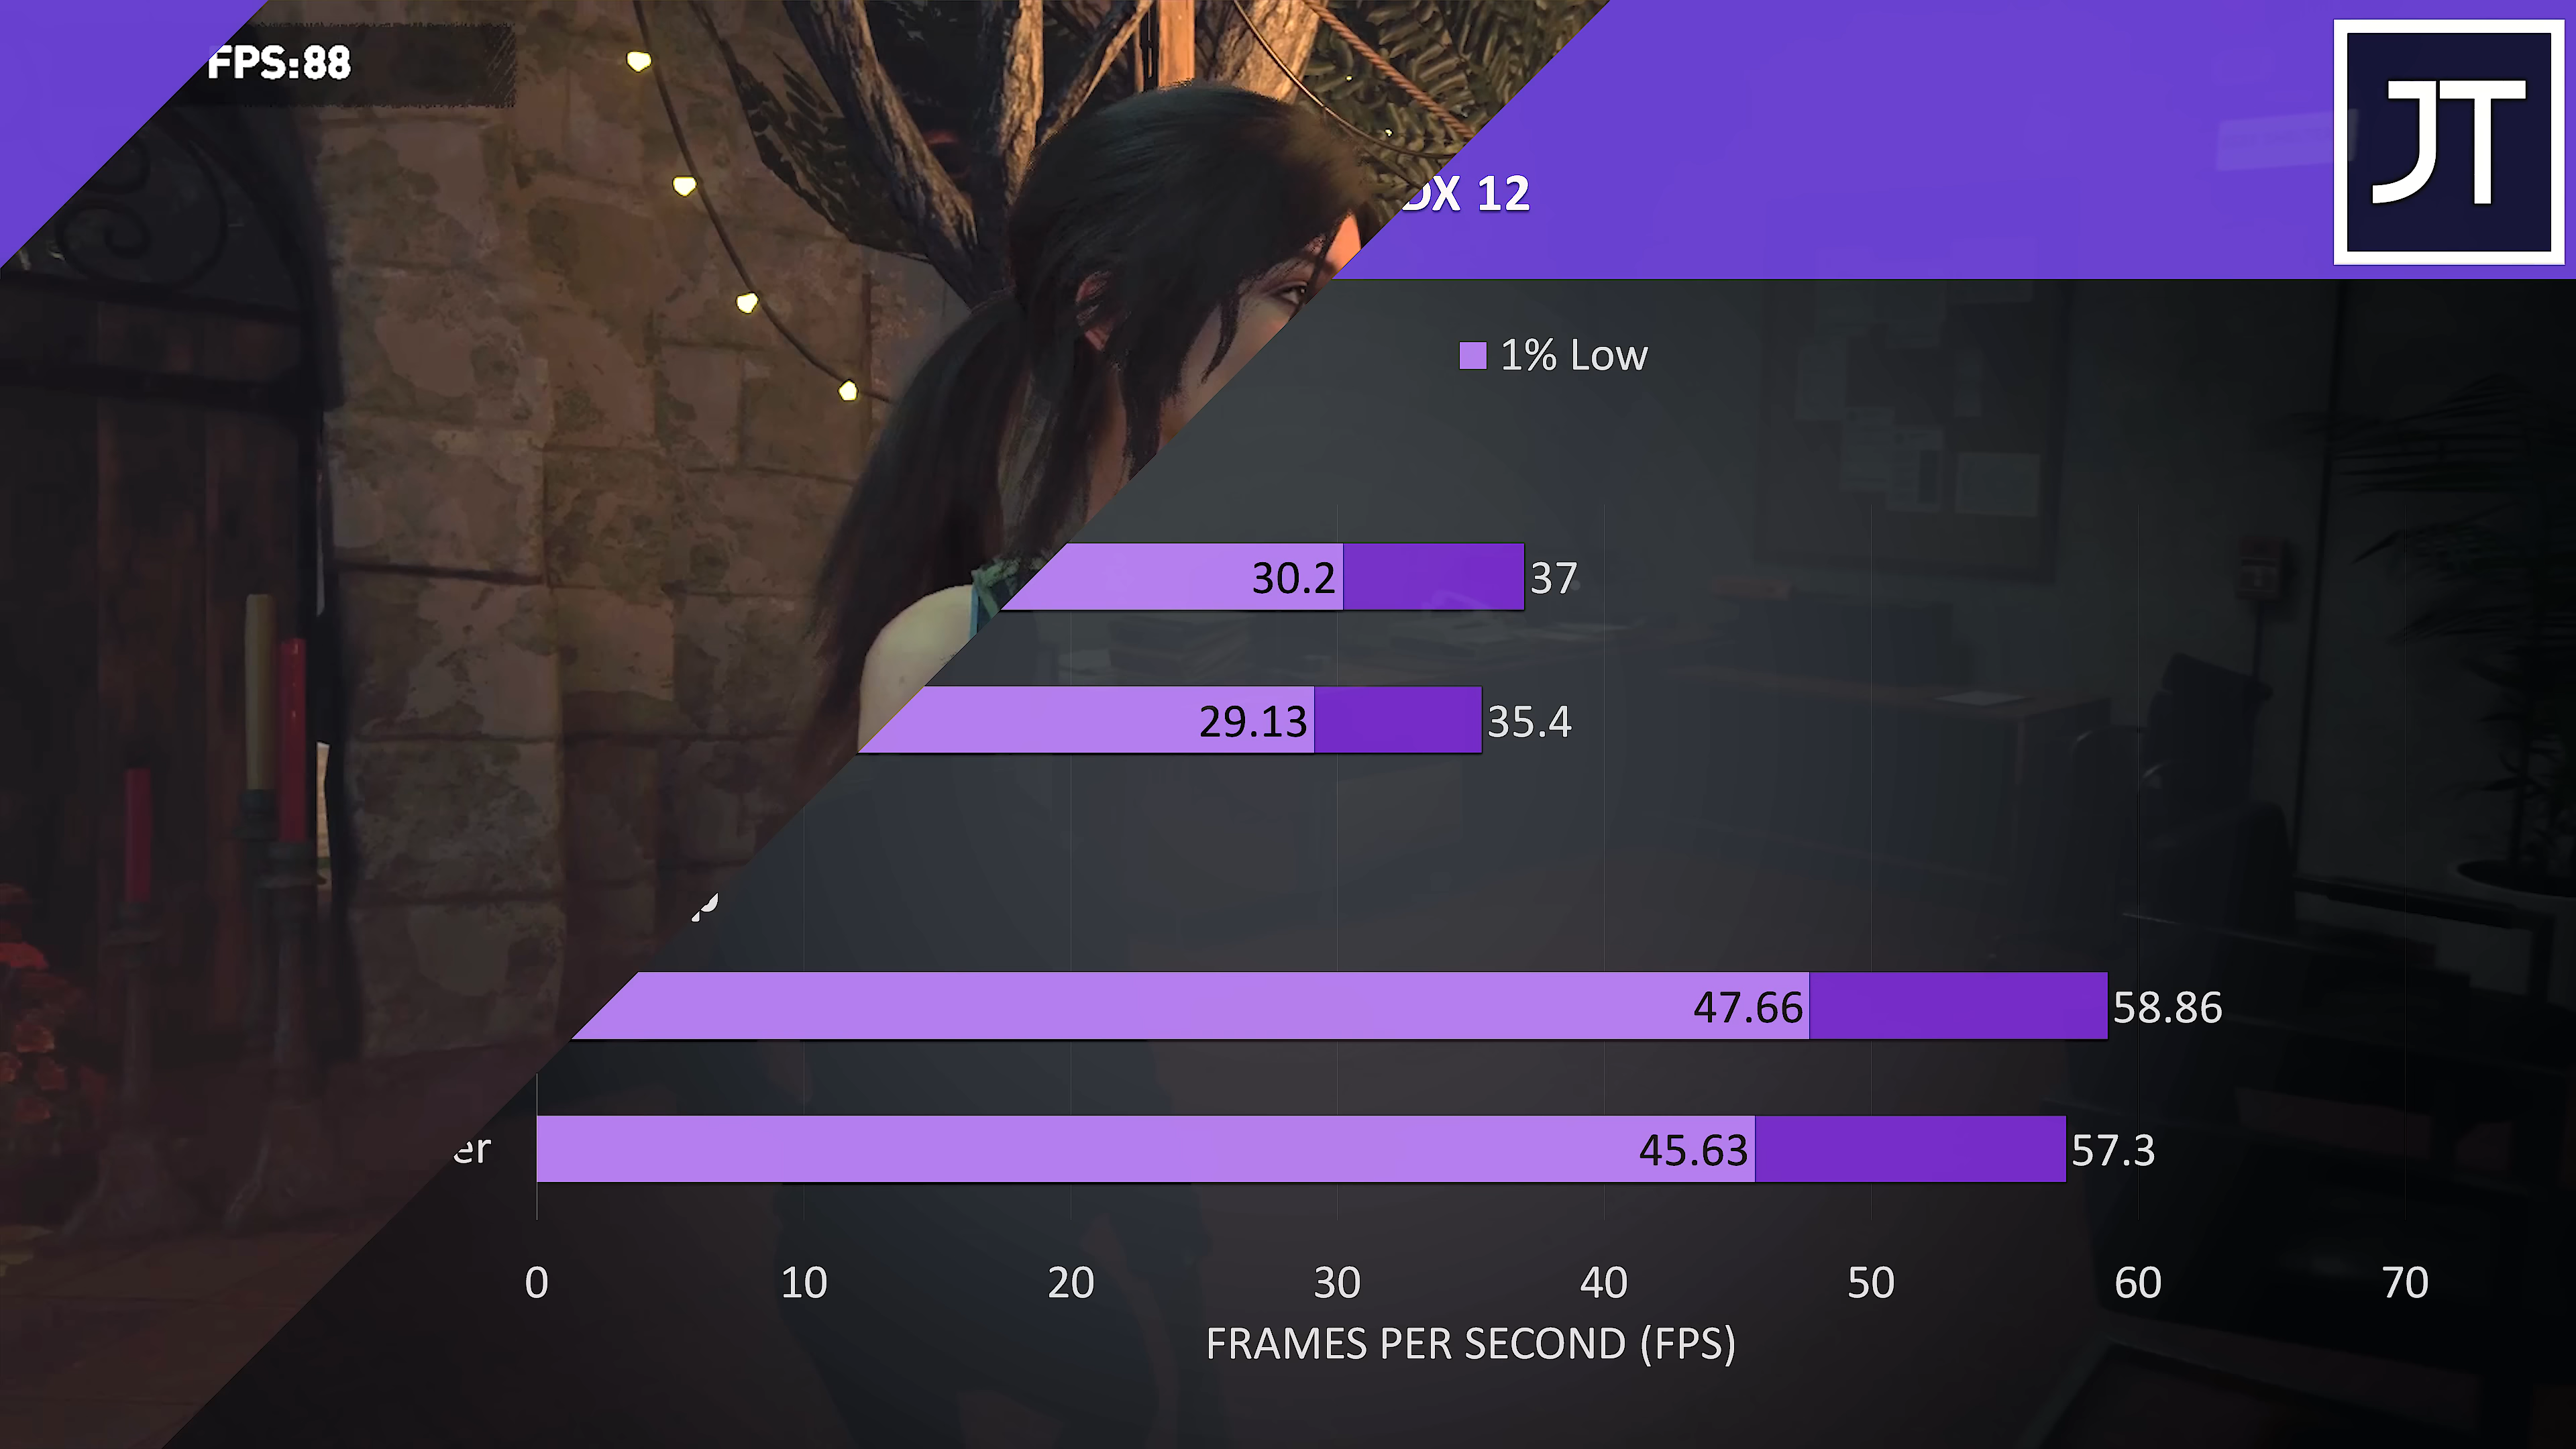 FPS:88
JT
DX 12
1% Low
30.2 37
29.13 35.4
p
47.66 58.86
er 45.63 57.3
0 10 20 30 40 50 60 70
FRAMES PER SECOND (FPS)